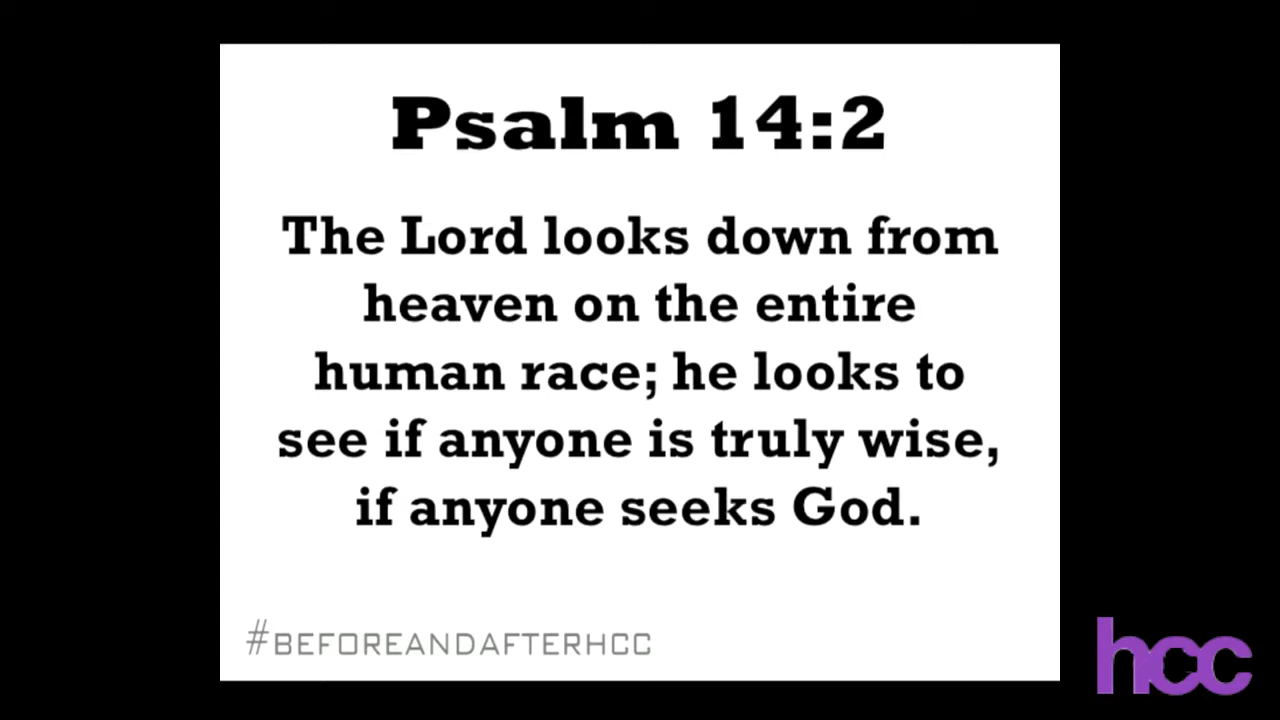 Psalm 14:2
The Lord looks down from
heaven on the entire
human race; he looks to
see if anyone is truly wise,
if anyone seeks God.
#BEFOREANDAFTERHCC
hcc